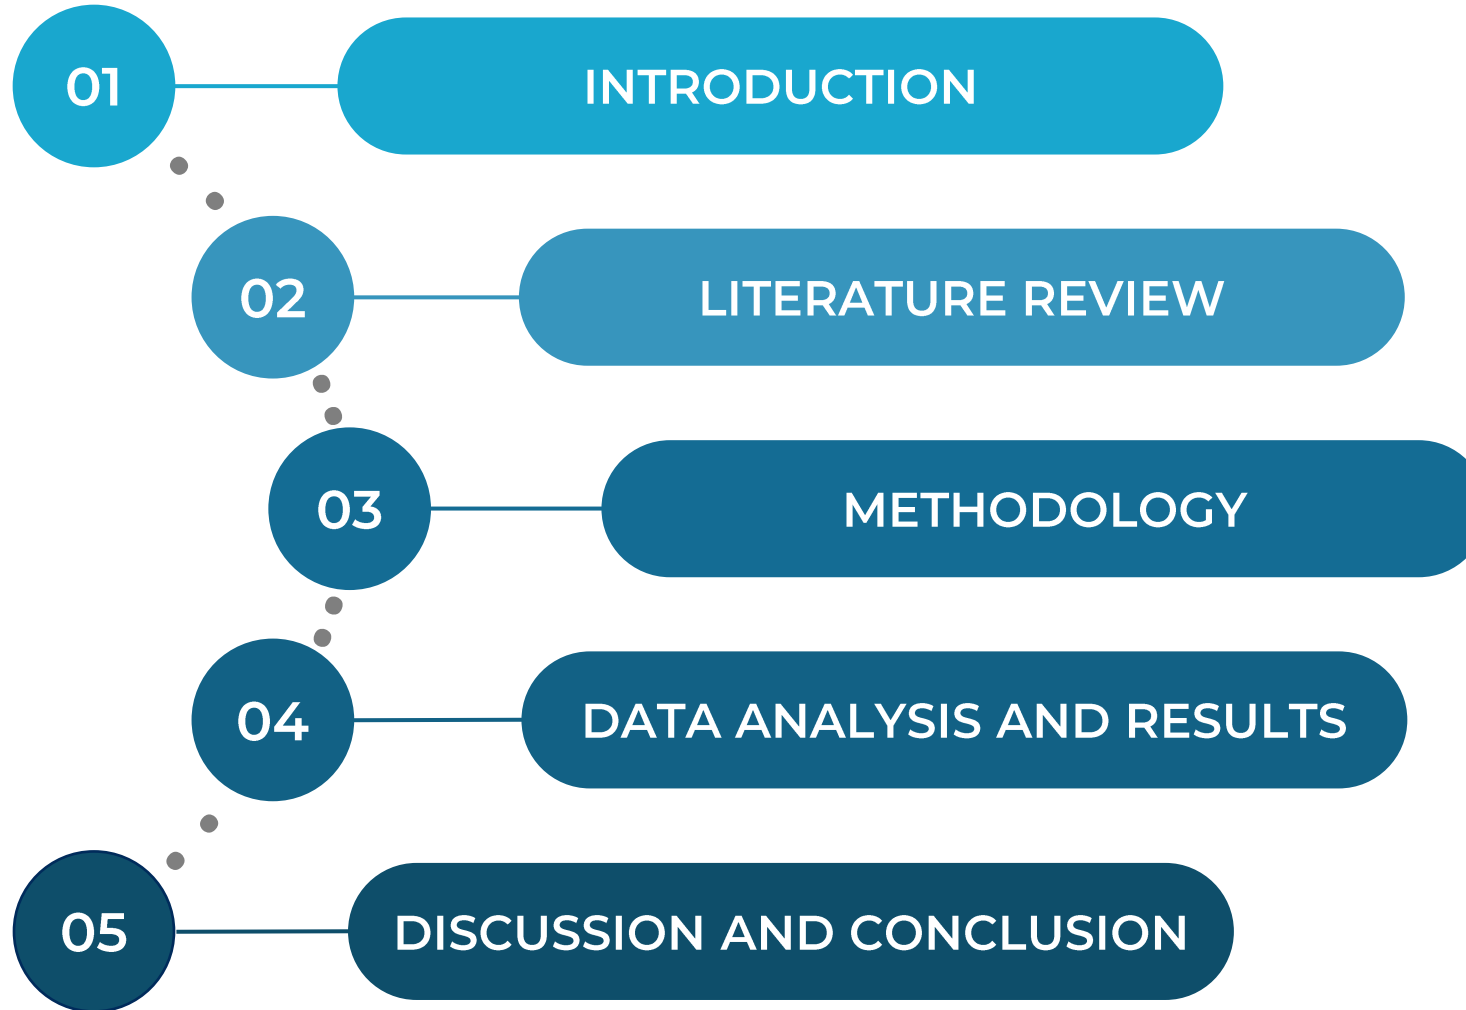 01
INTRODUCTION
02
LITERATURE REVIEW
03
METHODOLOGY
04
DATA ANALYSIS AND RESULTS
05
DISCUSSION AND CONCLUSION